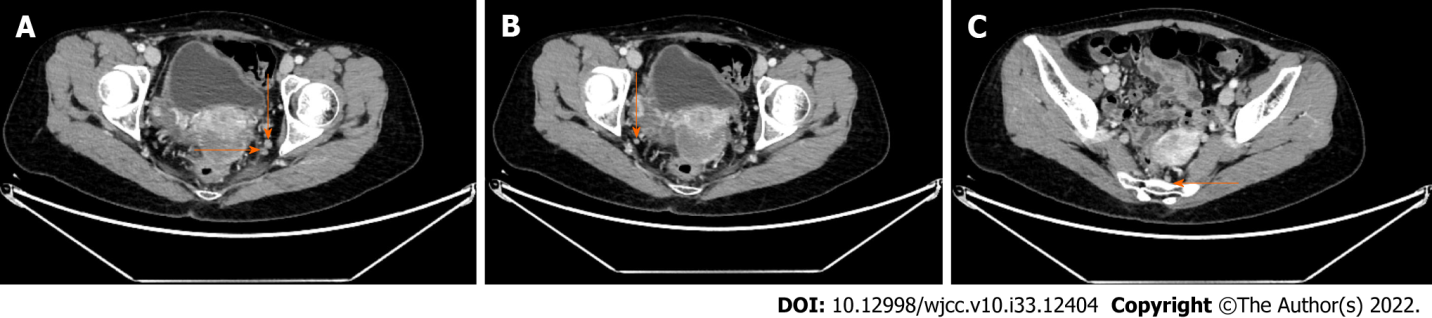 A
B
C
DOI: 10.12998/wjcc.v10.i33.12404 Copyright ©The Author(s) 2022.